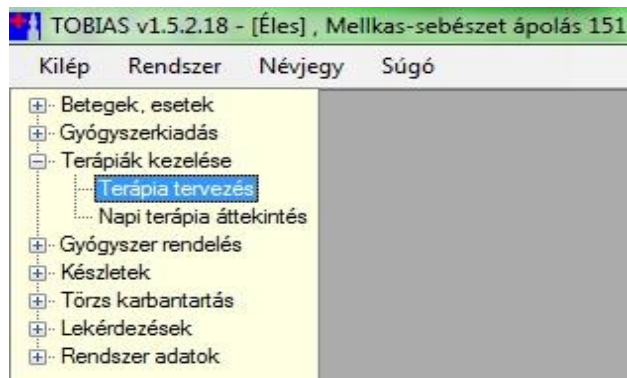 TOBIAS v1.5.2.18 - [Éles] , Mellkas-sebészet ápolás 151
Kilép Rendszer Névjegy Súgó
Betegek, esetek
Gyógyszerkiadás
Terápiák kezelése
Terápia tervezés
Napi terápia áttekintés
Gyógyszer rendelés
Készletek
Törzs karbantartás
Lekérdezések
Rendszer adatok